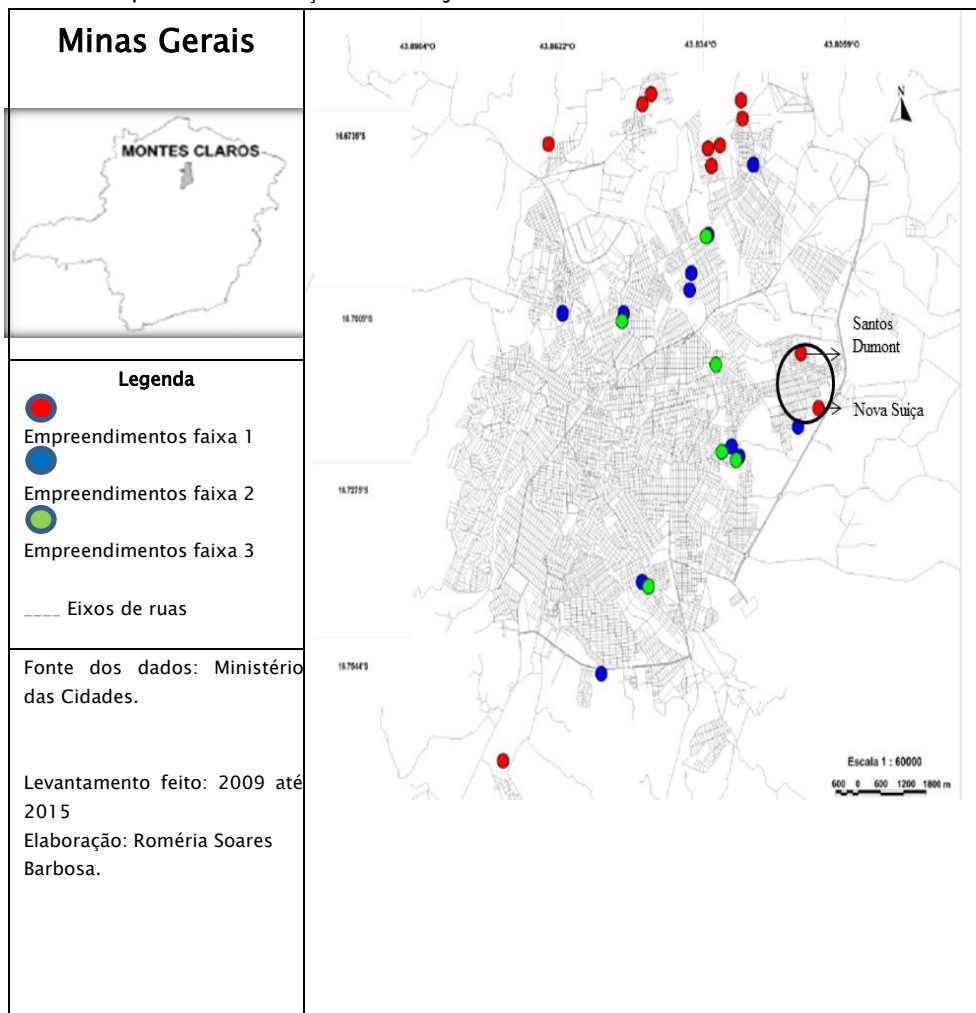 Minas Gerais
MONTES CLAROS
Legenda
Empreendimentos faixa 1
Empreendimentos faixa 2
Empreendimentos faixa 3
____ Eixos de ruas
Fonte dos dados: Ministério
das Cidades.
Levantamento feito: 2009 até
2015
Elaboração: Roméria Soares
Barbosa.
43.8904°O
43.8622°O
43.834°O
43.8059°O
N
16.6736°S
16.7005°S
Santos
Dumont
Nova Suiça
16.7275°S
16.7544°S
Escala 1 : 60000
600 0 600 1200 1800 m